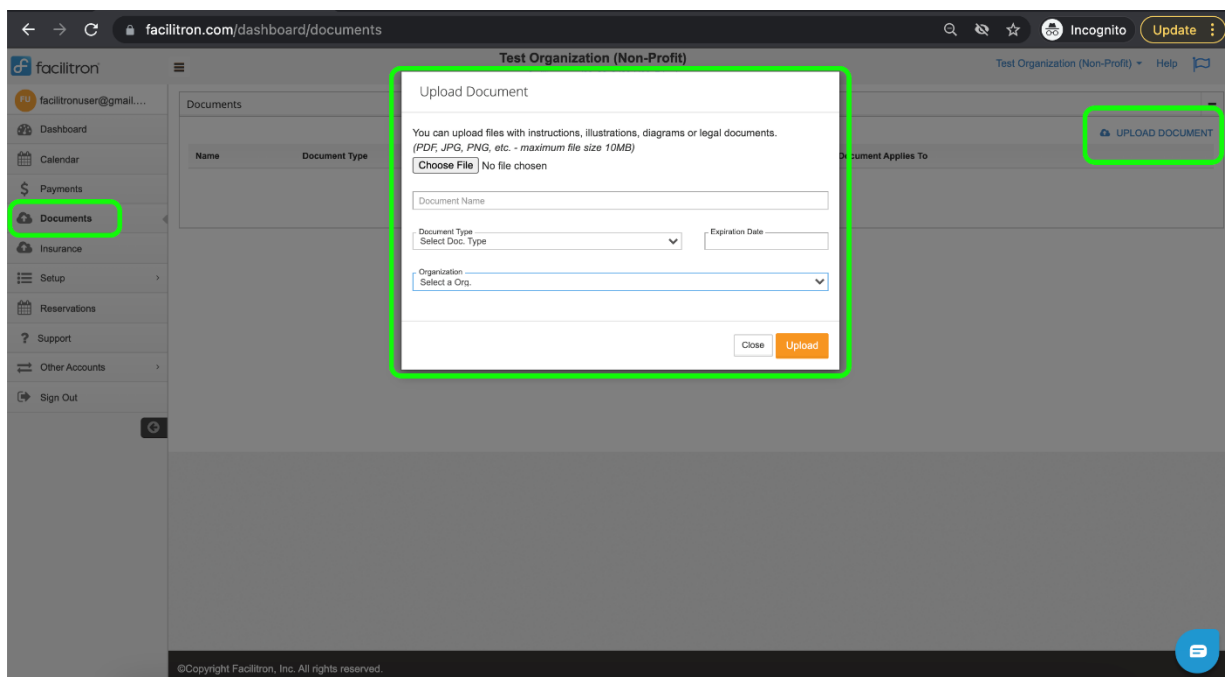 facilitron.com/dashboard/documents
Incognito
Update
facilitron
Test Organization (Non-Profit)
Test Organization (Non-Profit)
Help
FU
facilitronuser@gmail....
Dashboard
Calendar
Payments
Documents
Insurance
Setup
Reservations
Support
Other Accounts
Sign Out
Documents
UPLOAD DOCUMENT
Name
Document Type
Document Applies To
Upload Document
You can upload files with instructions, illustrations, diagrams or legal documents.
(PDF, JPG, PNG, etc. - maximum file size 10MB)
Choose File No file chosen
Document Name
Document Type
Select Doc. Type
Expiration Date
Organization
Select a Org.
Close
Upload
©Copyright Facilitron, Inc. All rights reserved.